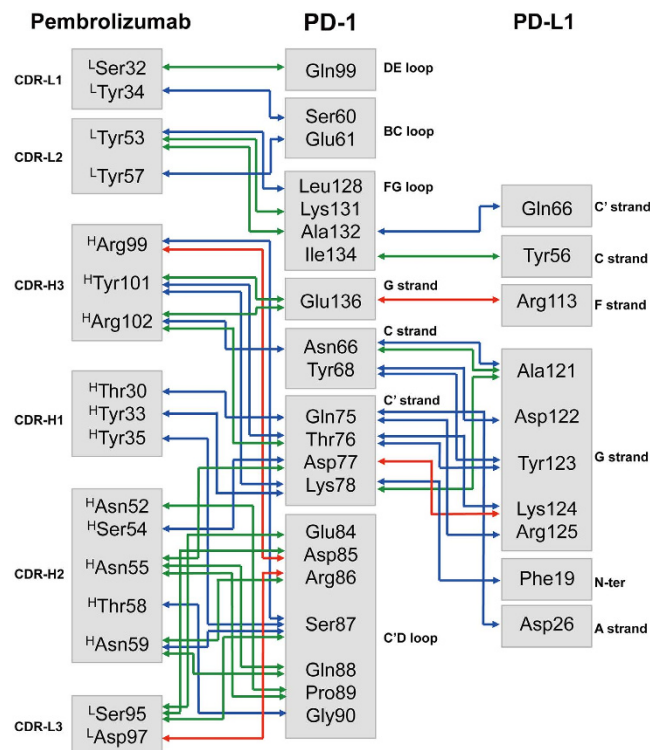 Pembrolizumab
PD-1
PD-L1
CDR-L1
ᴸSer32
ᴸTyr34
CDR-L2
ᴸTyr53
ᴸTyr57
CDR-H3
ᴴArg99
ᴴTyr101
ᴴArg102
CDR-H1
ᴴThr30
ᴴTyr33
ᴴTyr35
CDR-H2
ᴴAsn52
ᴴSer54
ᴴAsn55
ᴴThr58
ᴴAsn59
CDR-L3
ᴸSer95
ᴸAsp97
Gln99
DE loop
Ser60
Glu61
BC loop
Leu128
Lys131
Ala132
Ile134
FG loop
G strand
Glu136
C strand
Asn66
Tyr68
C' strand
Gln75
Thr76
Asp77
Lys78
Glu84
Asp85
Arg86
Ser87
Gln88
Pro89
Gly90
C'D loop
Gln66
C' strand
Tyr56
C strand
Arg113
F strand
Ala121
Asp122
Tyr123
Lys124
Arg125
G strand
Phe19
N-ter
Asp26
A strand